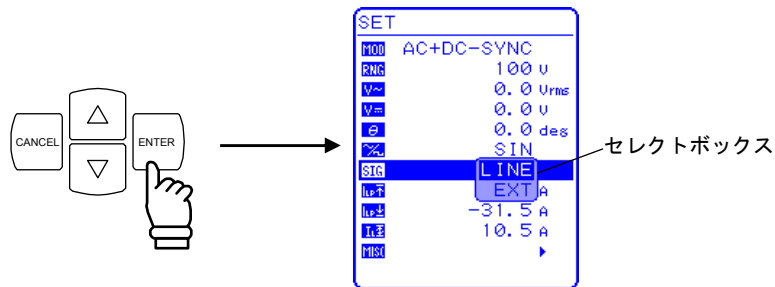 SET
MOD AC+DC-SYNC
RNG 100 V
V~ 0.0 Vrms
V= 0.0 V
θ 0.0 deg
SIN
SIG LINE
EXT A
-31.5 A
10.5 A
MISC
CANCEL
ENTER
セレクトボックス